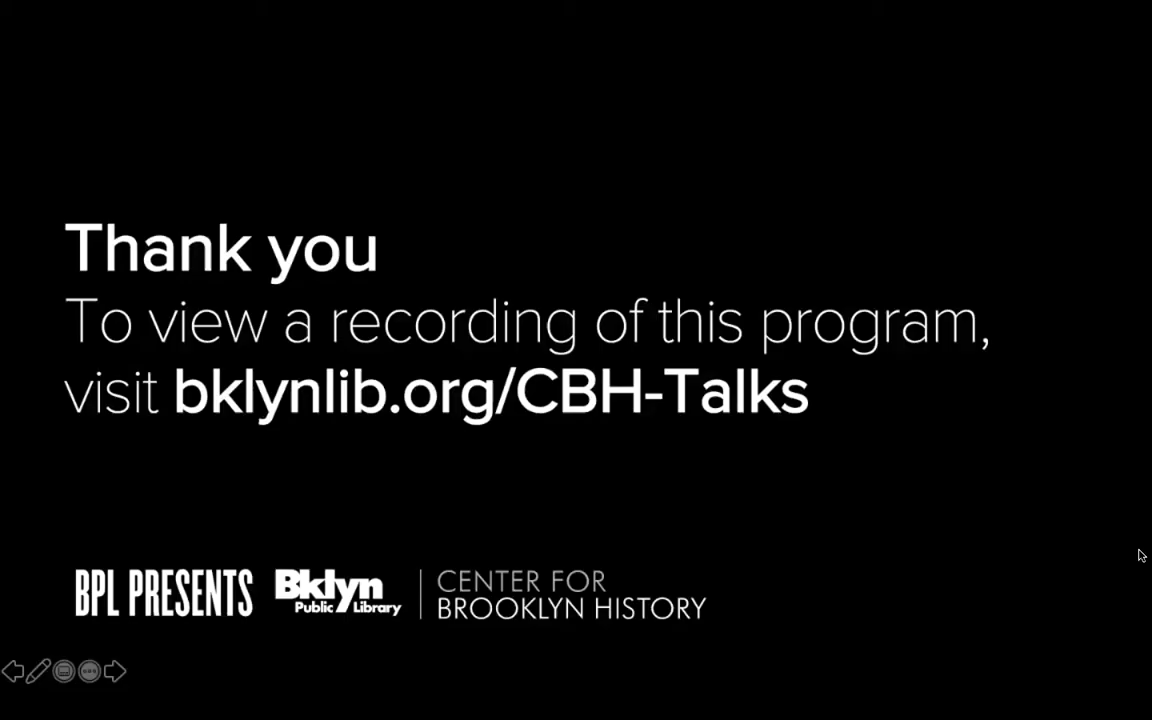 Thank you
To view a recording of this program,
visit bklynlib.org/CBH-Talks
BPL PRESENTS
Bklyn
Public Library
CENTER FOR
BROOKLYN HISTORY